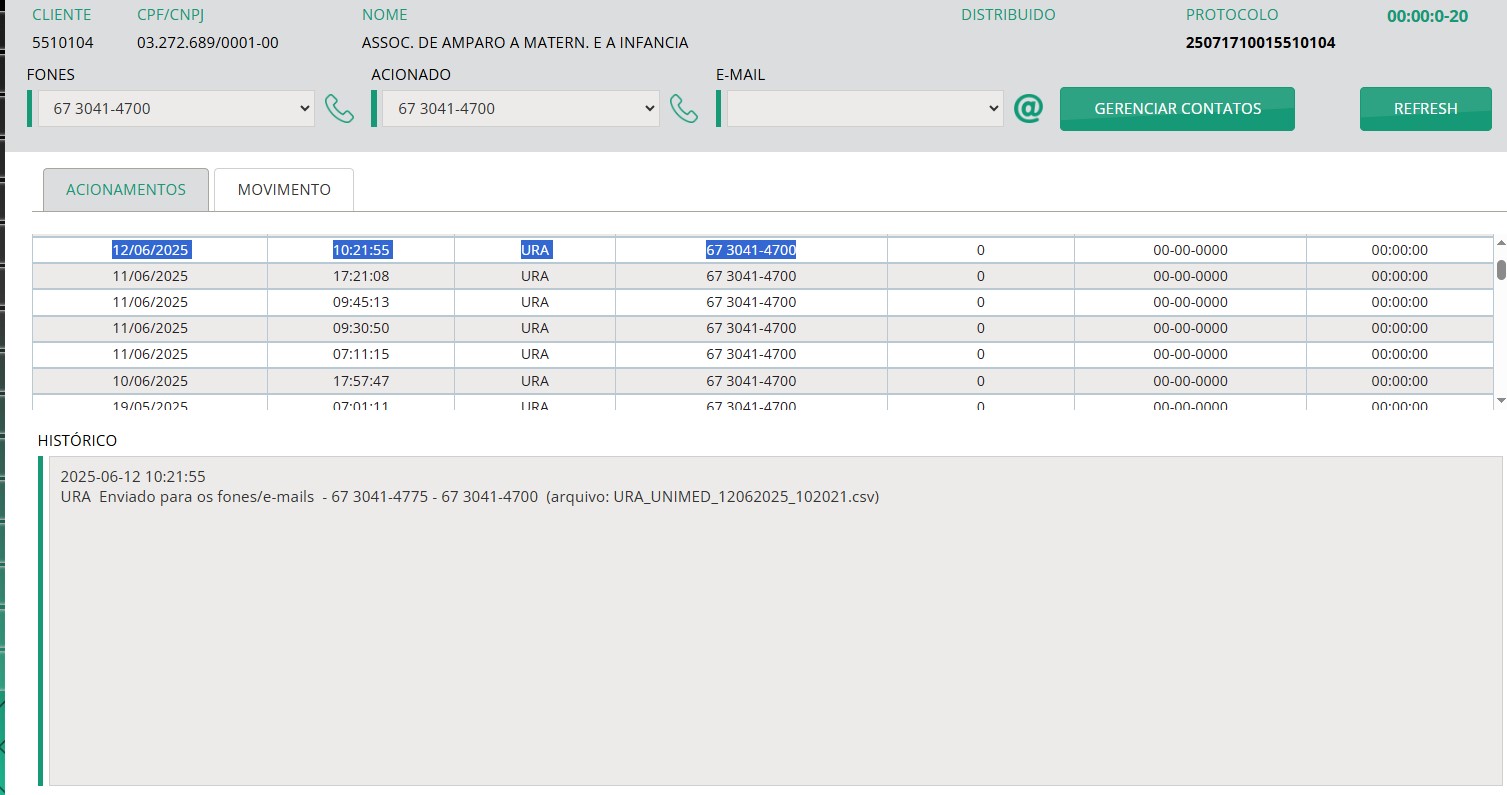 CLIENTE CPF/CNPJ NOME DISTRIBUIDO PROTOCOLO 00:00:0-20
5510104 03.272.689/0001-00 ASSOC. DE AMPARO A MATERN. E A INFANCIA 25071710015510104
FONES ACIONADO E-MAIL
67 3041-4700 67 3041-4700 @ GERENCIAR CONTATOS REFRESH
ACIONAMENTOS MOVIMENTO
12/06/2025 10:21:55 URA 67 3041-4700 0 00-00-0000 00:00:00
11/06/2025 17:21:08 URA 67 3041-4700 0 00-00-0000 00:00:00
11/06/2025 09:45:13 URA 67 3041-4700 0 00-00-0000 00:00:00
11/06/2025 09:30:50 URA 67 3041-4700 0 00-00-0000 00:00:00
11/06/2025 07:11:15 URA 67 3041-4700 0 00-00-0000 00:00:00
10/06/2025 17:57:47 URA 67 3041-4700 0 00-00-0000 00:00:00
19/05/2025 07:01:11 URA 67 3041-4700 0 00-00-0000 00:00:00
HISTÓRICO
2025-06-12 10:21:55
URA Enviado para os fones/e-mails - 67 3041-4775 - 67 3041-4700 (arquivo: URA_UNIMED_12062025_102021.csv)